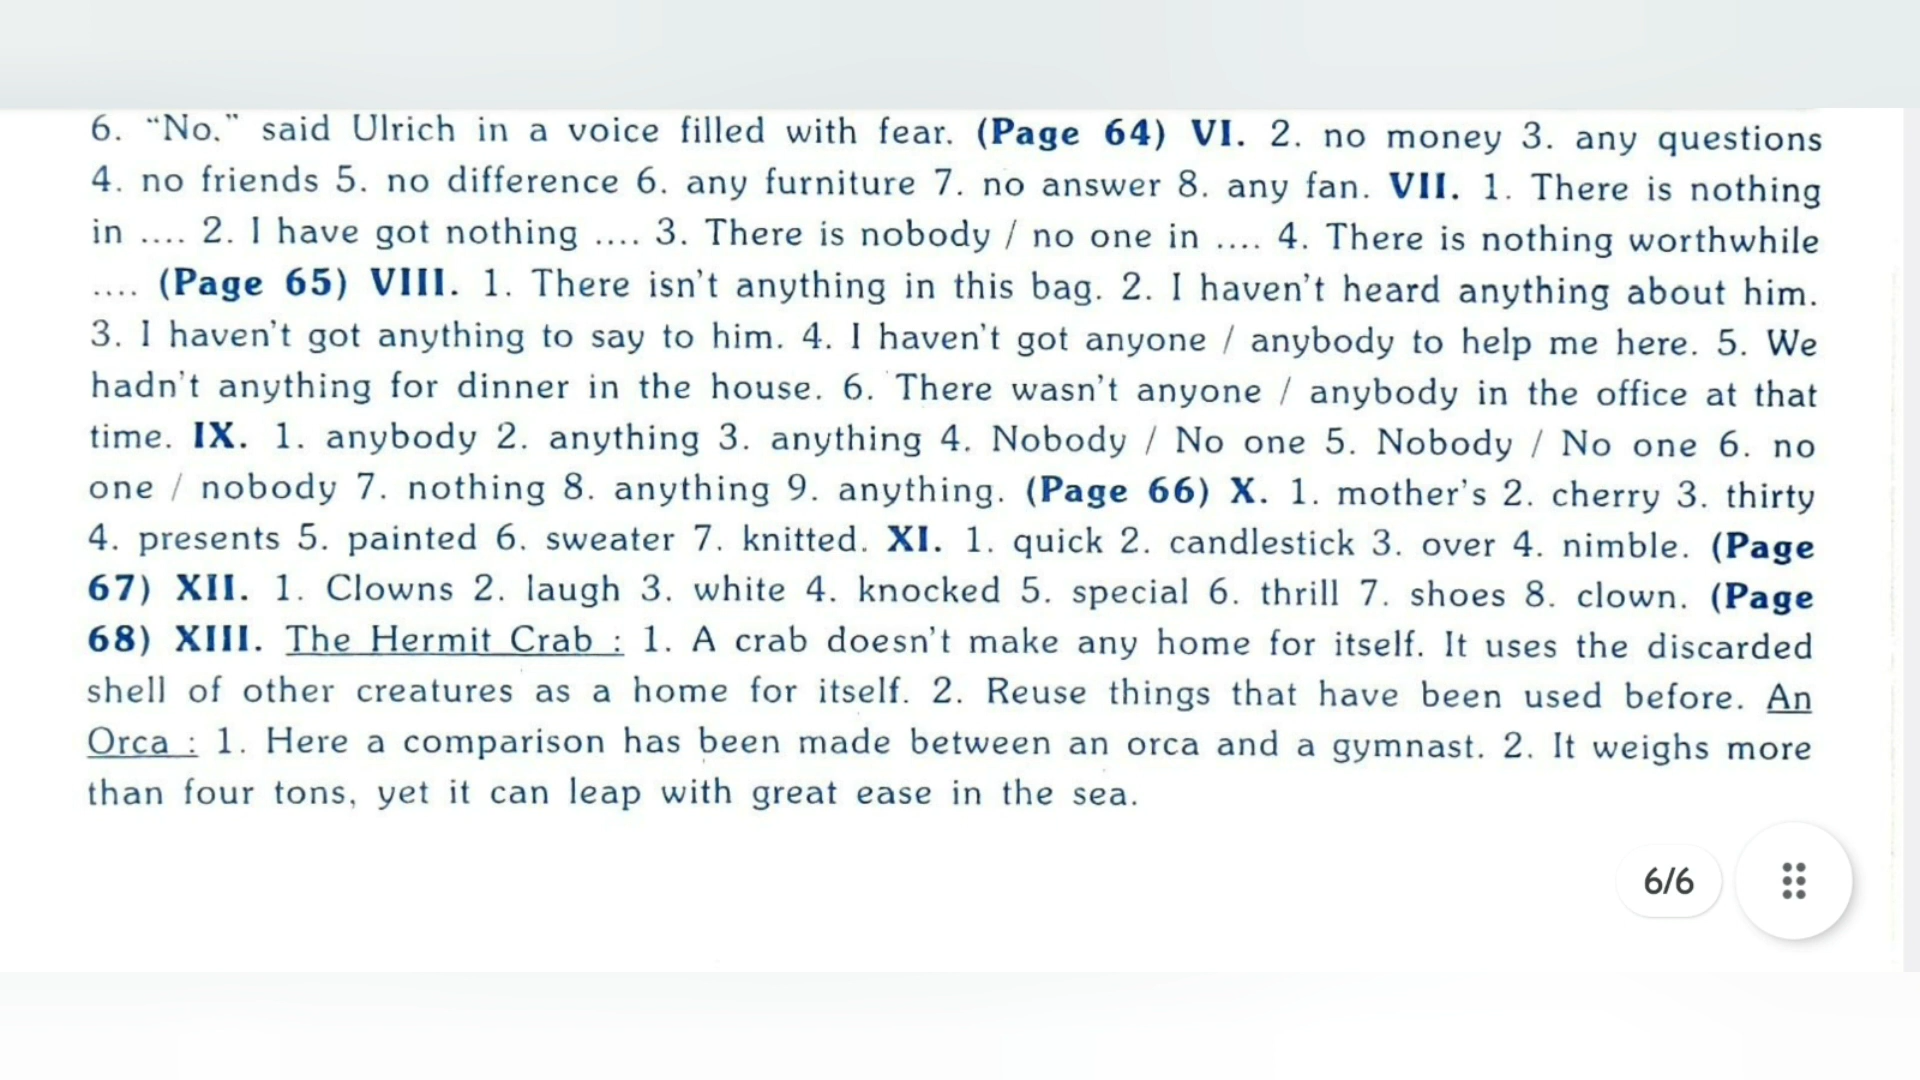 6. “No.” said Ulrich in a voice filled with fear. (Page 64) VI. 2. no money 3. any questions
4. no friends 5. no difference 6. any furniture 7. no answer 8. any fan. VII. 1. There is nothing
in .... 2. I have got nothing .... 3. There is nobody / no one in .... 4. There is nothing worthwhile
.... (Page 65) VIII. 1. There isn't anything in this bag. 2. I haven't heard anything about him.
3. I haven't got anything to say to him. 4. I haven't got anyone / anybody to help me here. 5. We
hadn't anything for dinner in the house. 6. There wasn't anyone / anybody in the office at that
time. IX. 1. anybody 2. anything 3. anything 4. Nobody / No one 5. Nobody / No one 6. no
one / nobody 7. nothing 8. anything 9. anything. (Page 66) X. 1. mother's 2. cherry 3. thirty
4. presents 5. painted 6. sweater 7. knitted. XI. 1. quick 2. candlestick 3. over 4. nimble. (Page
67) XII. 1. Clowns 2. laugh 3. white 4. knocked 5. special 6. thrill 7. shoes 8. clown. (Page
68) XIII. The Hermit Crab : 1. A crab doesn't make any home for itself. It uses the discarded
shell of other creatures as a home for itself. 2. Reuse things that have been used before. An
Orca : 1. Here a comparison has been made between an orca and a gymnast. 2. It weighs more
than four tons, yet it can leap with great ease in the sea.
6/6